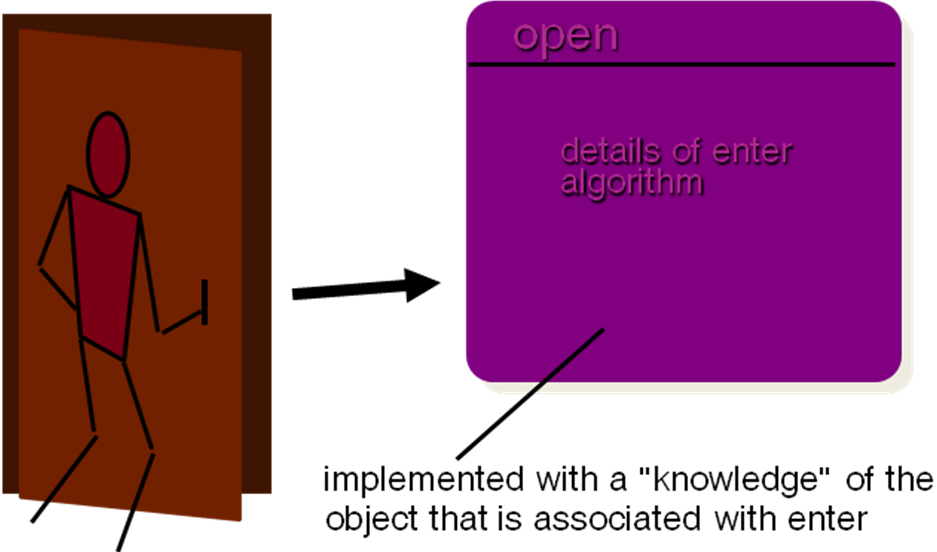 open
details of enter
algorithm
implemented with a "knowledge" of the
object that is associated with enter